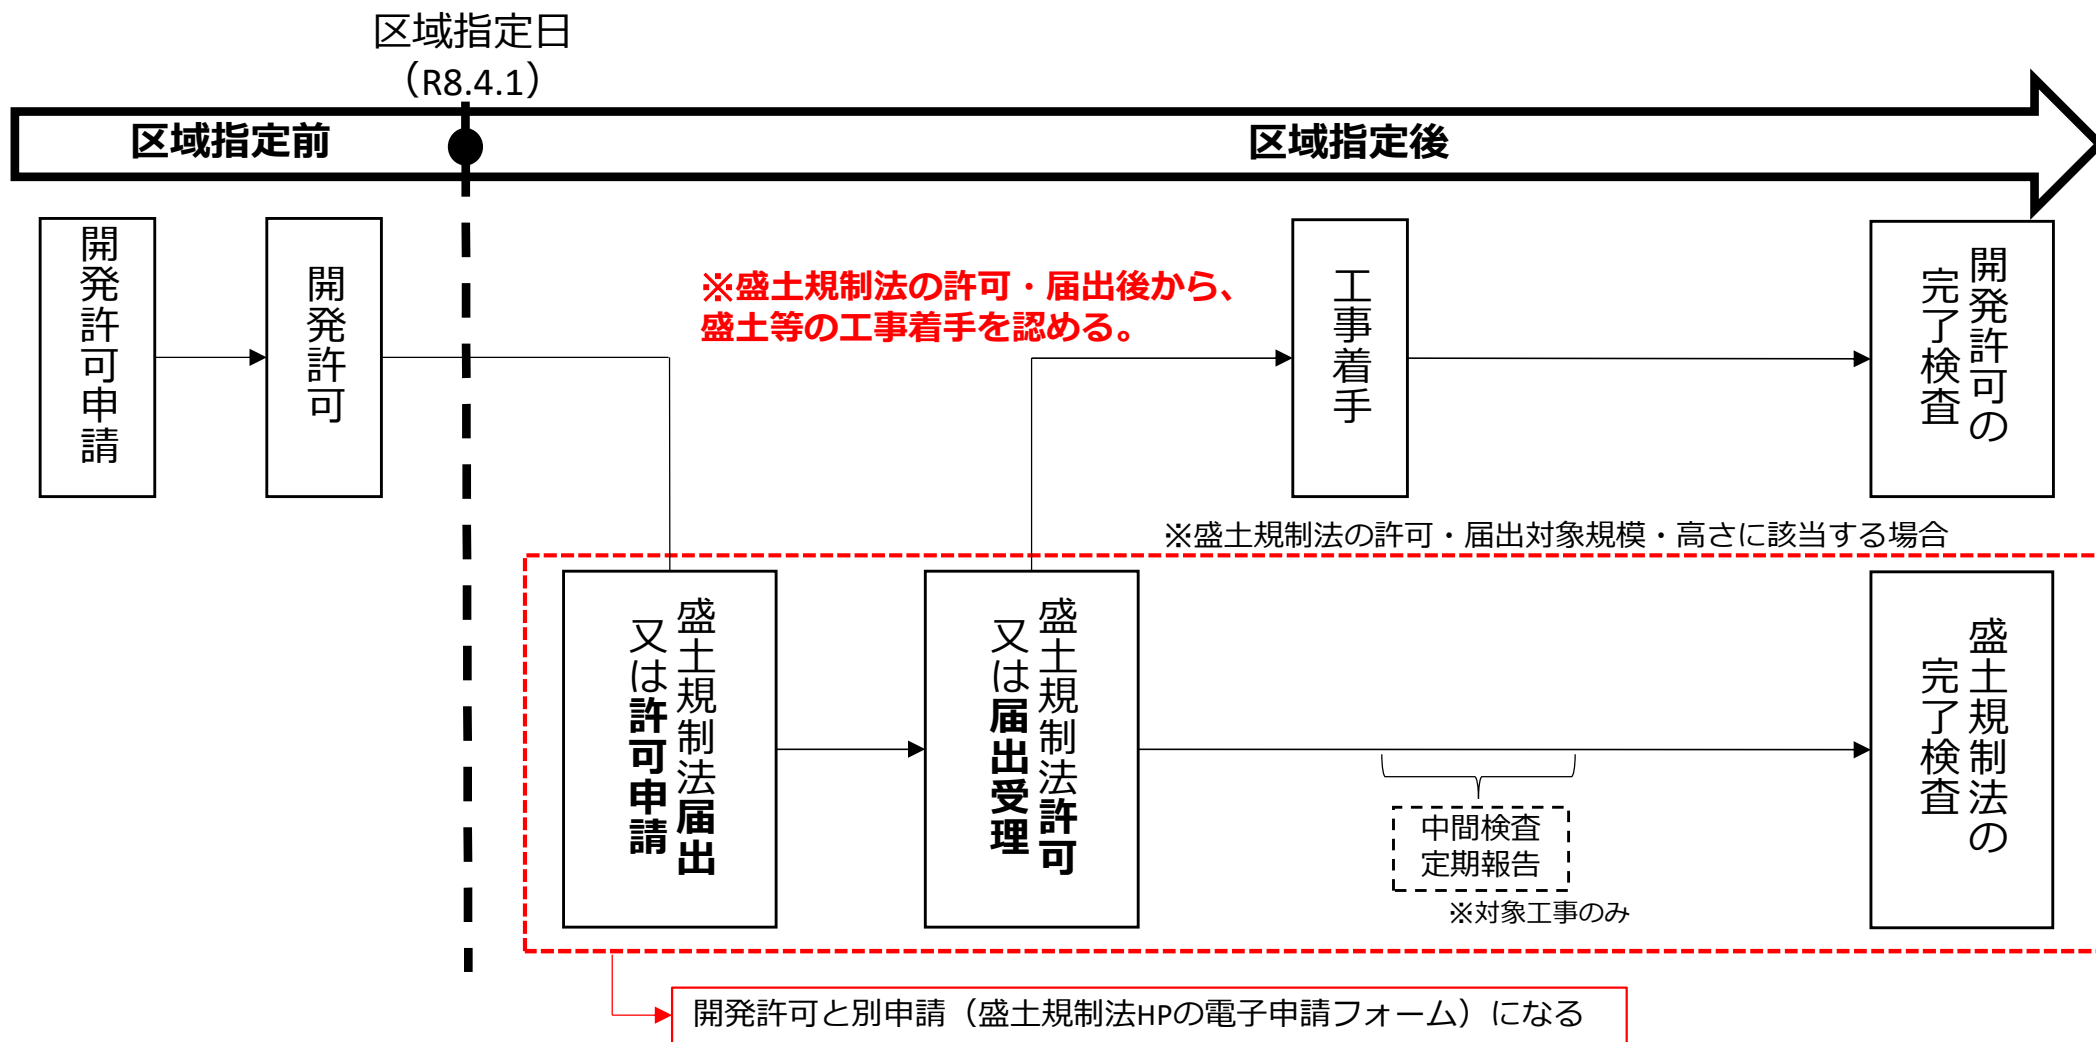 区域指定日
（R8.4.1）
区域指定前
区域指定後
開発許可申請
開発許可
※盛土規制法の許可・届出後から、
盛土等の工事着手を認める。
工事着手
開発許可の
完了検査
※盛土規制法の許可・届出対象規模・高さに該当する場合
盛土規制法届出
又は許可申請
盛土規制法許可
又は届出受理
中間検査
定期報告
※対象工事のみ
盛土規制法の
完了検査
開発許可と別申請（盛土規制法HPの電子申請フォーム）になる